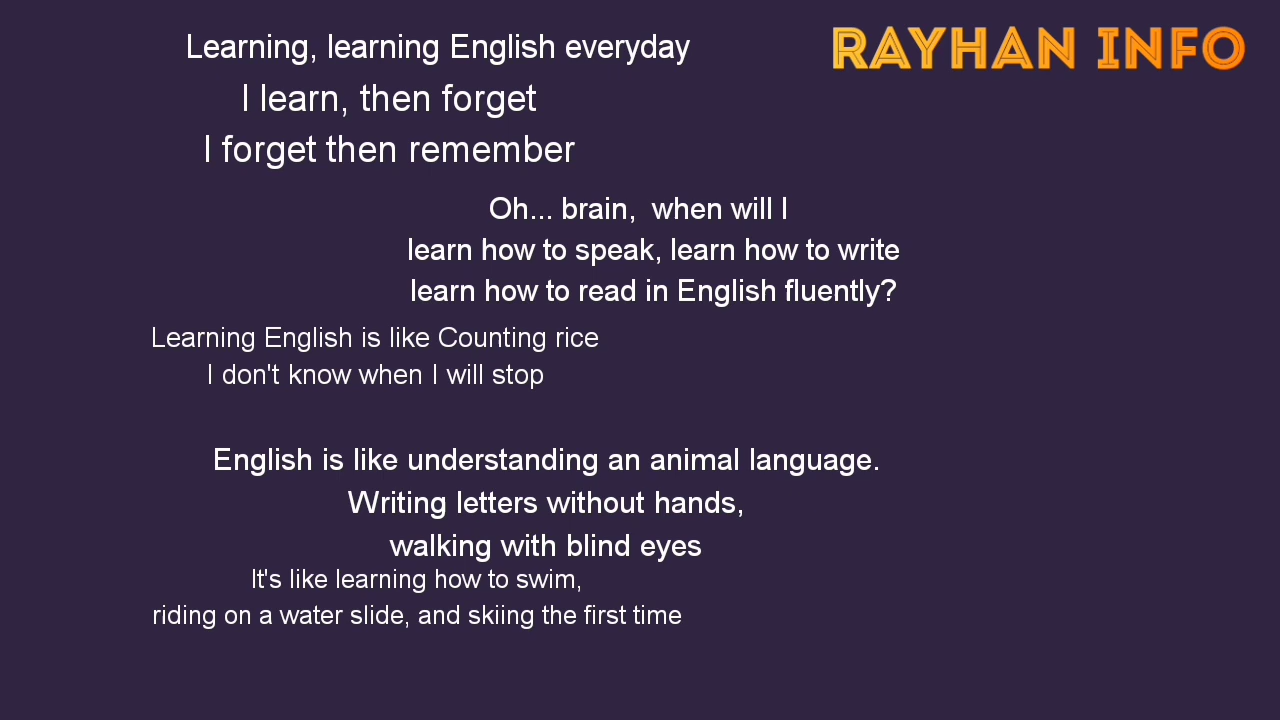 Learning, learning English everyday
RAYHAN INFO
I learn, then forget
I forget then remember
Oh... brain, when will I
learn how to speak, learn how to write
learn how to read in English fluently?
Learning English is like Counting rice
I don't know when I will stop
English is like understanding an animal language.
Writing letters without hands,
walking with blind eyes
It's like learning how to swim,
riding on a water slide, and skiing the first time